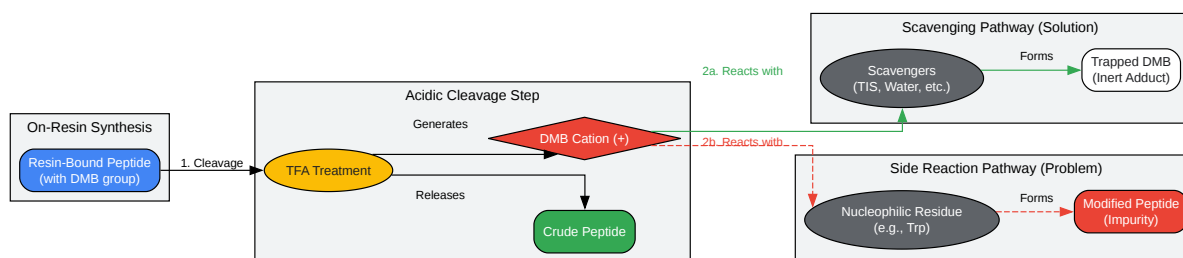 On-Resin Synthesis
Resin-Bound Peptide
(with DMB group)
1. Cleavage
Acidic Cleavage Step
TFA Treatment
Generates
Releases
DMB Cation (+)
Crude Peptide
2a. Reacts with
2b. Reacts with
Scavenging Pathway (Solution)
Scavengers
(TIS, Water, etc.)
Forms
Trapped DMB
(Inert Adduct)
Side Reaction Pathway (Problem)
Nucleophilic Residue
(e.g., Trp)
Forms
Modified Peptide
(Impurity)